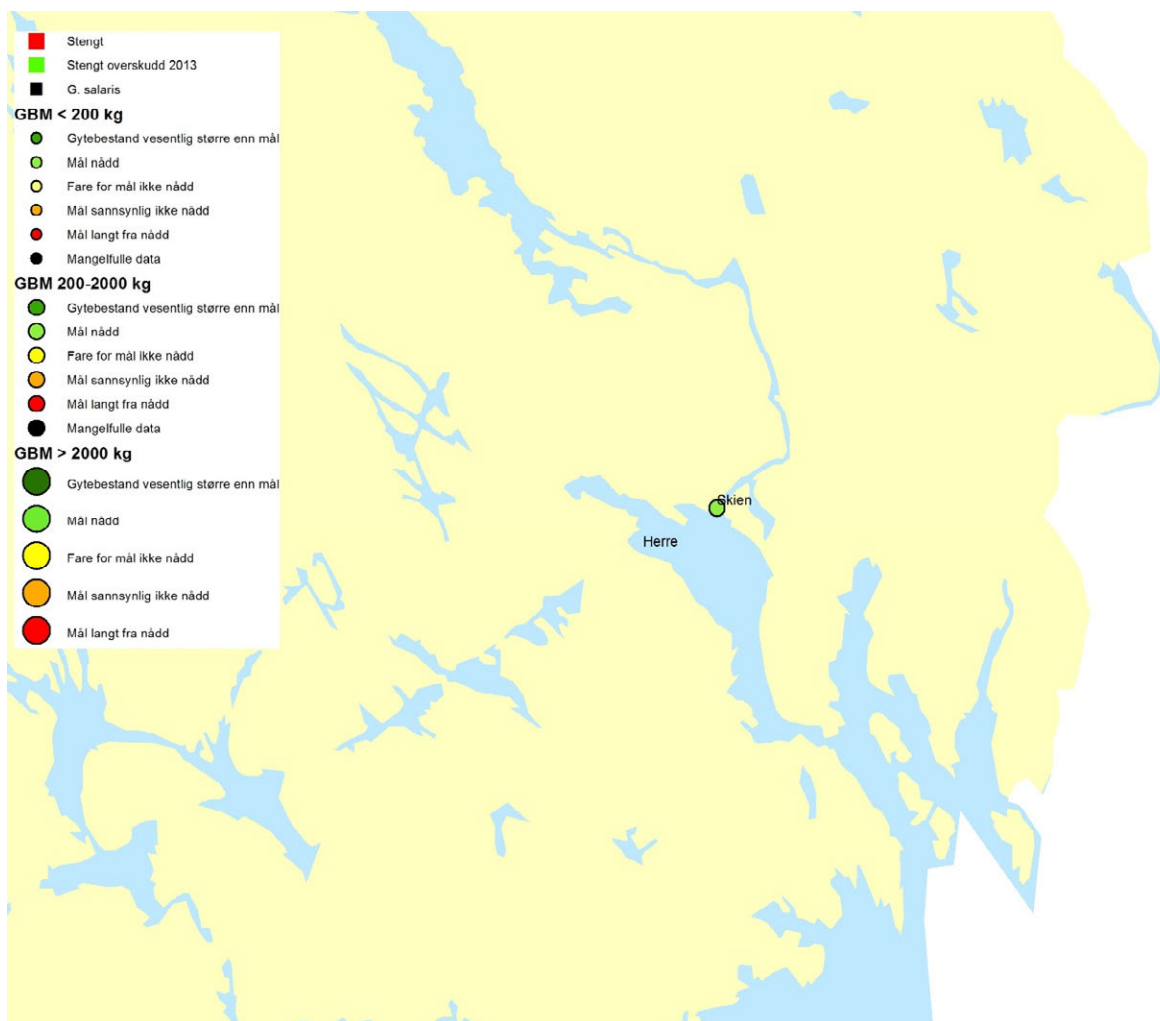 Stengt
Stengt overskudd 2013
G. salaris
GBM < 200 kg
Gytebestand vesentlig større enn mål
Mål nådd
Fare for mål ikke nådd
Mål sannsynlig ikke nådd
Mål langt fra nådd
Mangelfulle data
GBM 200-2000 kg
Gytebestand vesentlig større enn mål
Mål nådd
Fare for mål ikke nådd
Mål sannsynlig ikke nådd
Mål langt fra nådd
Mangelfulle data
GBM > 2000 kg
Gytebestand vesentlig større enn mål
Mål nådd
Fare for mål ikke nådd
Mål sannsynlig ikke nådd
Mål langt fra nådd
Skien
Herre